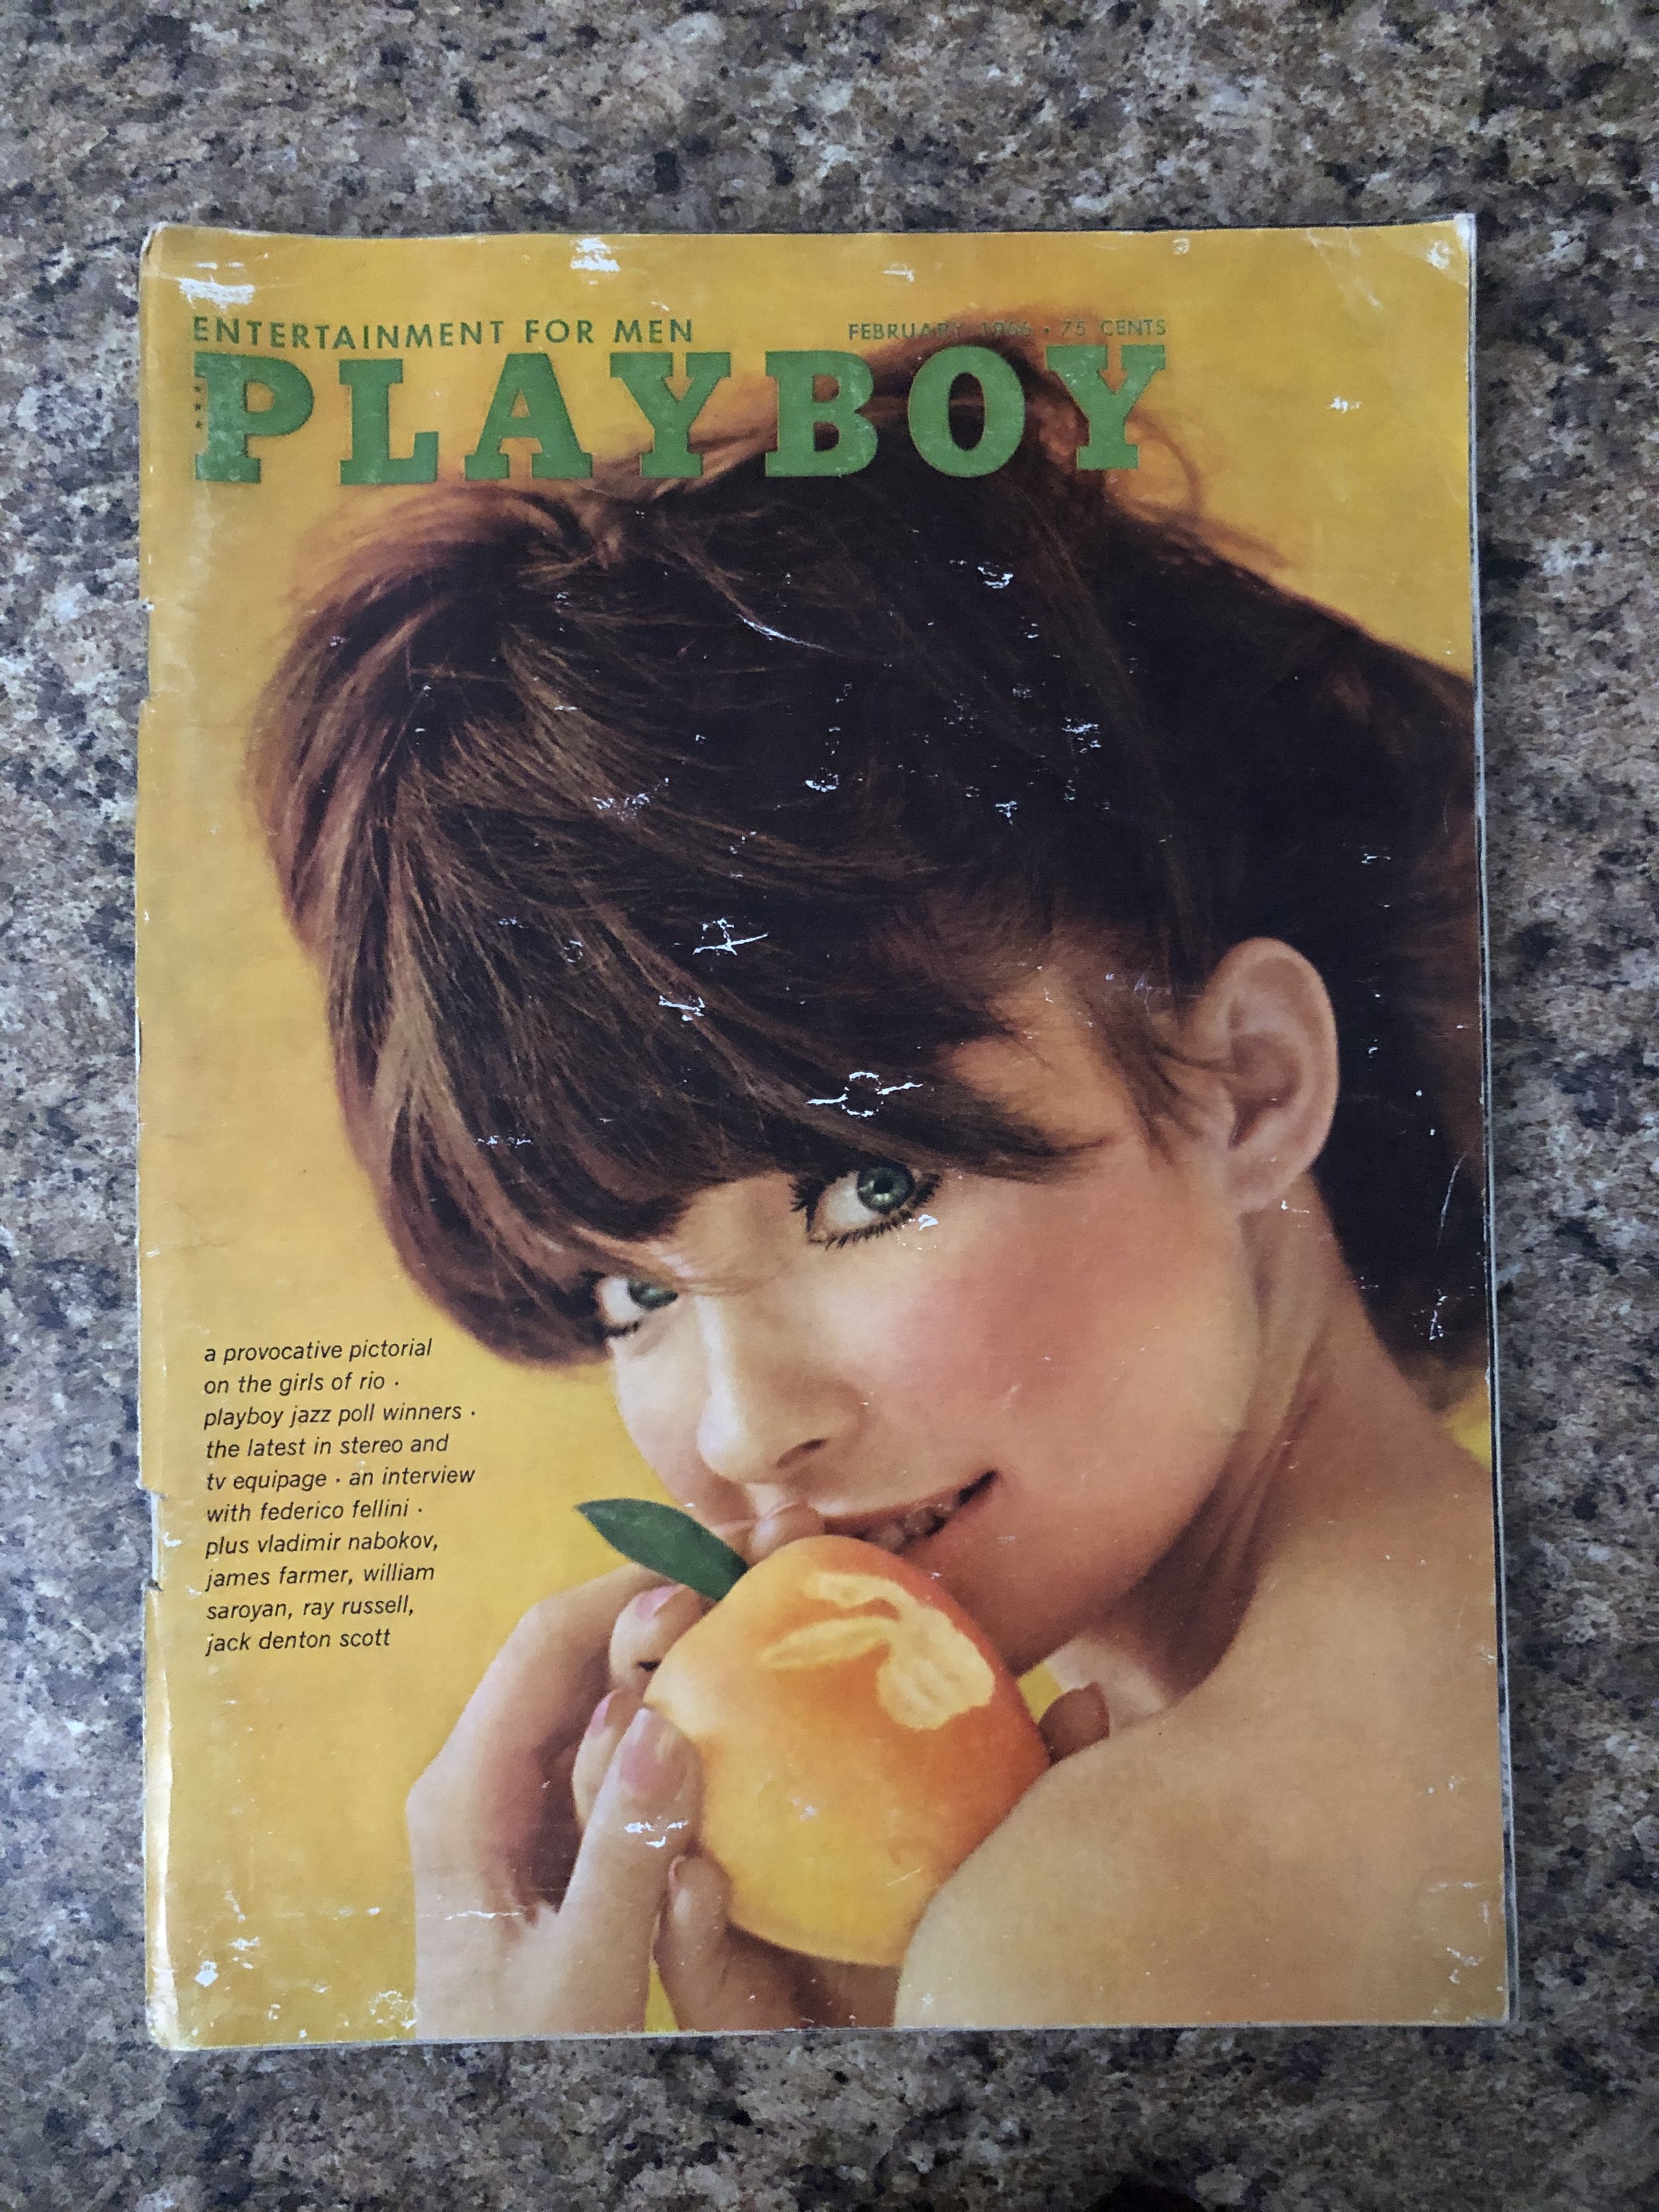 ENTERTAINMENT FOR MEN
FEBRUARY 1966 • 75 CENTS
PLAYBOY
a provocative pictorial
on the girls of rio •
playboy jazz poll winners •
the latest in stereo and
tv equipage • an interview
with federico fellini •
plus vladimir nabokov,
james farmer, william
saroyan, ray russell,
jack denton scott